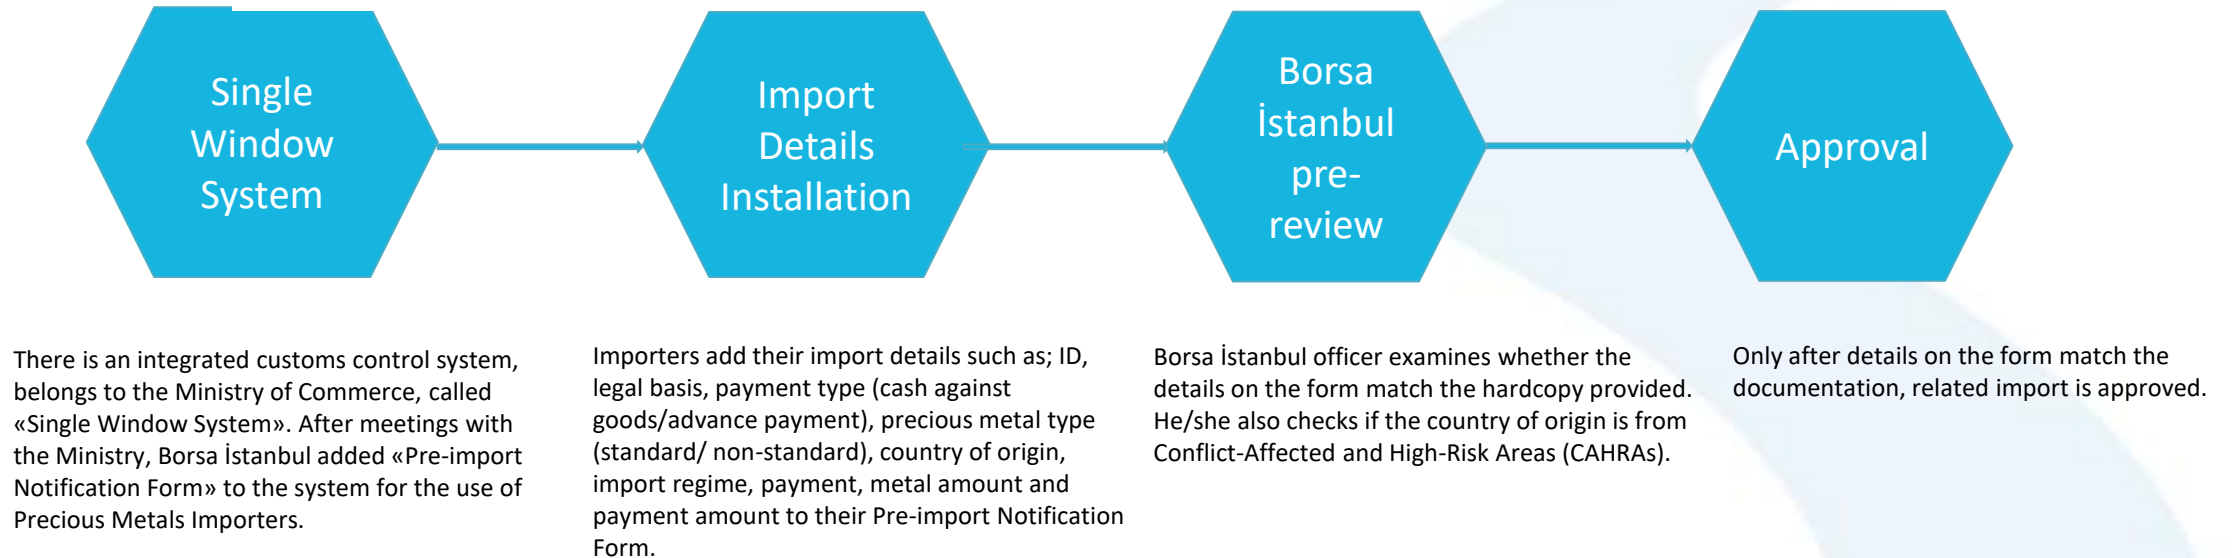 Single
Window
System
Import
Details
Installation
Borsa
İstanbul
pre-
review
Approval
There is an integrated customs control system,
belongs to the Ministry of Commerce, called
«Single Window System». After meetings with
the Ministry, Borsa İstanbul added «Pre-import
Notification Form» to the system for the use of
Precious Metals Importers.
Importers add their import details such as; ID,
legal basis, payment type (cash against
goods/advance payment), precious metal type
(standard/ non-standard), country of origin,
import regime, payment, metal amount and
payment amount to their Pre-import Notification
Form.
Borsa İstanbul officer examines whether the
details on the form match the hardcopy provided.
He/she also checks if the country of origin is from
Conflict-Affected and High-Risk Areas (CAHRAs).
Only after details on the form match the
documentation, related import is approved.